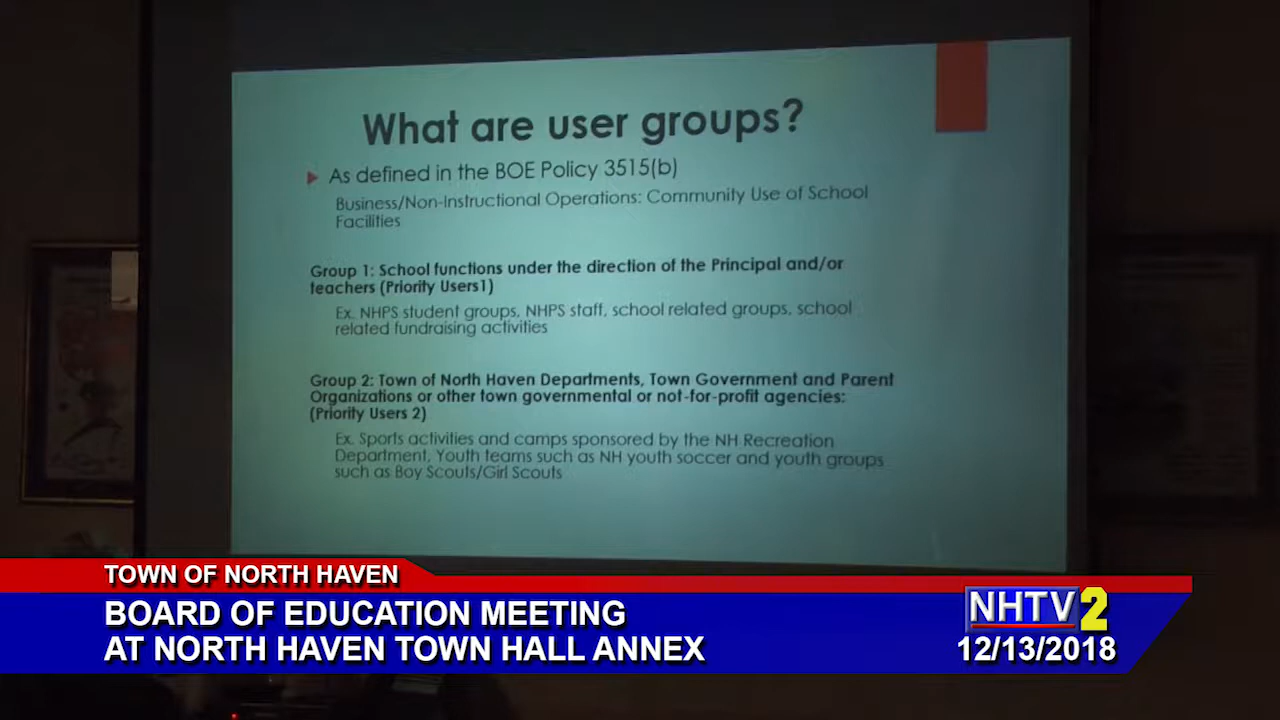 What are user groups?
As defined in the BOE Policy 3515(b)
Business/Non-Instructional Operations: Community Use of School
Facilities
Group 1: School functions under the direction of the Principal and/or
teachers (Priority Users1)
Ex. NHPS student groups, NHPS staff, school related groups, school
related fundraising activities
Group 2: Town of North Haven Departments, Town Government and Parent
Organizations or other town governmental or not-for-profit agencies:
(Priority Users 2)
Ex. Sports activities and camps sponsored by the NH Recreation
Department, Youth teams such as NH youth soccer and youth groups
such as Boy Scouts/Girl Scouts
TOWN OF NORTH HAVEN
BOARD OF EDUCATION MEETING
AT NORTH HAVEN TOWN HALL ANNEX
NHTV2
12/13/2018